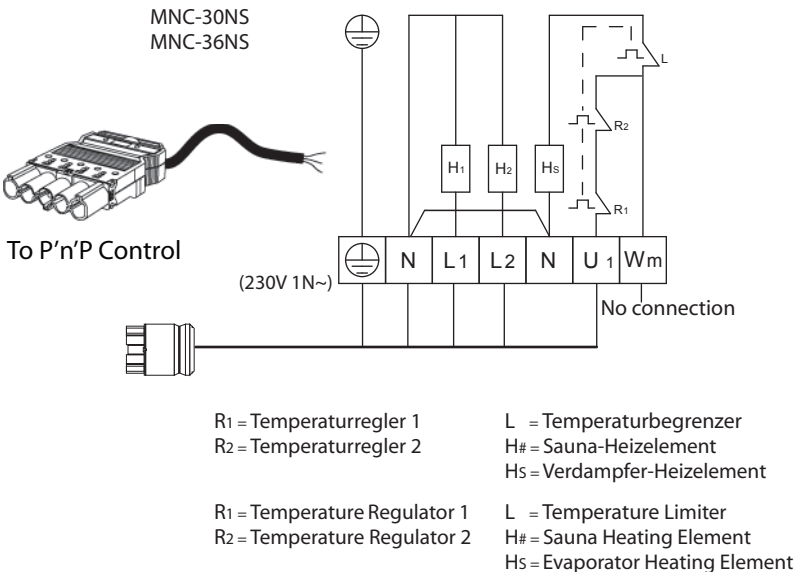 MNC-30NS
MNC-36NS
L
R2
H1
H2
HS
R1
To P’n’P Control
N
L1
L2
N
U 1
Wm
(230V 1N~)
No connection
R1 = Temperaturregler 1
R2 = Temperaturregler 2
L = Temperaturbegrenzer
H# = Sauna-Heizelement
HS = Verdampfer-Heizelement
R1 = Temperature Regulator 1
R2 = Temperature Regulator 2
L = Temperature Limiter
H# = Sauna Heating Element
HS = Evaporator Heating Element